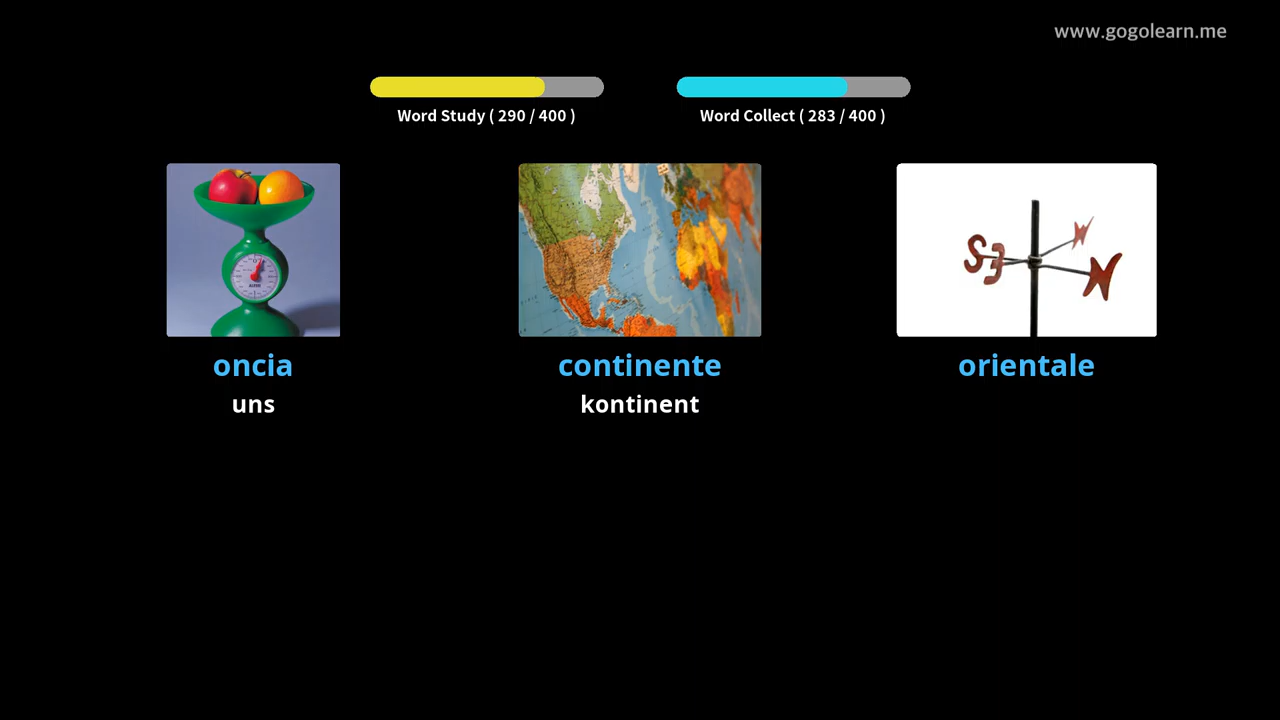 www.gogolearn.me
Word Study ( 290 / 400 )
Word Collect ( 283 / 400 )
oncia
continente
orientale
uns
kontinent